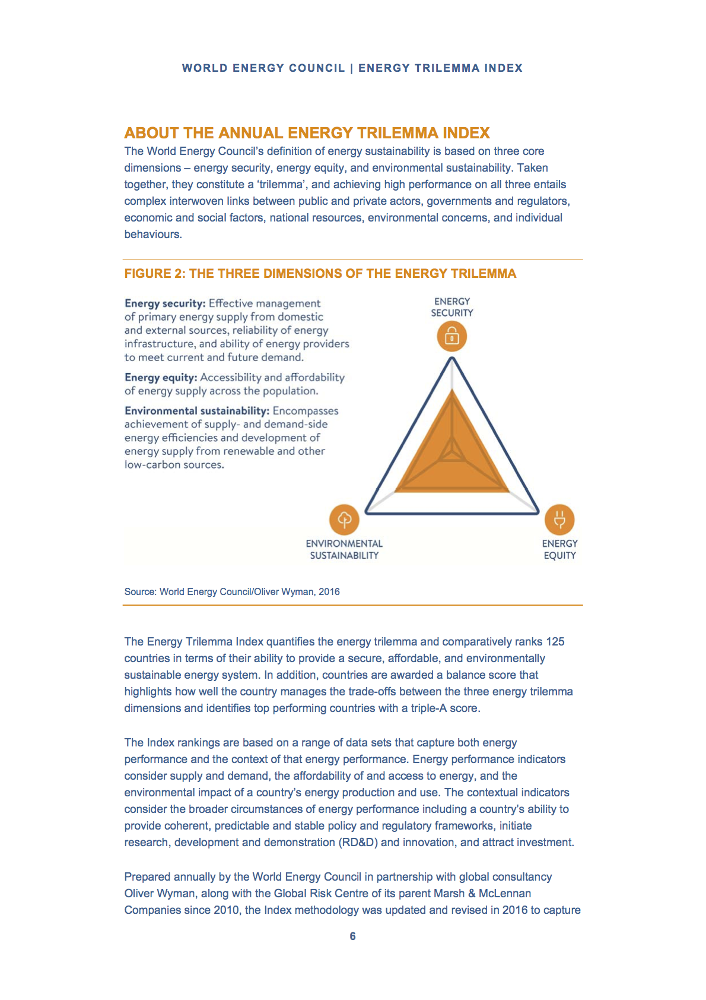 WORLD ENERGY COUNCIL | ENERGY TRILEMMA INDEX
ABOUT THE ANNUAL ENERGY TRILEMMA INDEX
The World Energy Council’s definition of energy sustainability is based on three core
dimensions – energy security, energy equity, and environmental sustainability. Taken
together, they constitute a ‘trilemma’, and achieving high performance on all three entails
complex interwoven links between public and private actors, governments and regulators,
economic and social factors, national resources, environmental concerns, and individual
behaviours.
FIGURE 2: THE THREE DIMENSIONS OF THE ENERGY TRILEMMA
Energy security: Effective management
of primary energy supply from domestic
and external sources, reliability of energy
infrastructure, and ability of energy providers
to meet current and future demand.
Energy equity: Accessibility and affordability
of energy supply across the population.
Environmental sustainability: Encompasses
achievement of supply- and demand-side
energy efficiencies and development of
energy supply from renewable and other
low-carbon sources.
ENERGY
SECURITY
ENVIRONMENTAL
SUSTAINABILITY
ENERGY
EQUITY
Source: World Energy Council/Oliver Wyman, 2016
The Energy Trilemma Index quantifies the energy trilemma and comparatively ranks 125
countries in terms of their ability to provide a secure, affordable, and environmentally
sustainable energy system. In addition, countries are awarded a balance score that
highlights how well the country manages the trade-offs between the three energy trilemma
dimensions and identifies top performing countries with a triple-A score.
The Index rankings are based on a range of data sets that capture both energy
performance and the context of that energy performance. Energy performance indicators
consider supply and demand, the affordability of and access to energy, and the
environmental impact of a country’s energy production and use. The contextual indicators
consider the broader circumstances of energy performance including a country’s ability to
provide coherent, predictable and stable policy and regulatory frameworks, initiate
research, development and demonstration (RD&D) and innovation, and attract investment.
Prepared annually by the World Energy Council in partnership with global consultancy
Oliver Wyman, along with the Global Risk Centre of its parent Marsh & McLennan
Companies since 2010, the Index methodology was updated and revised in 2016 to capture
6